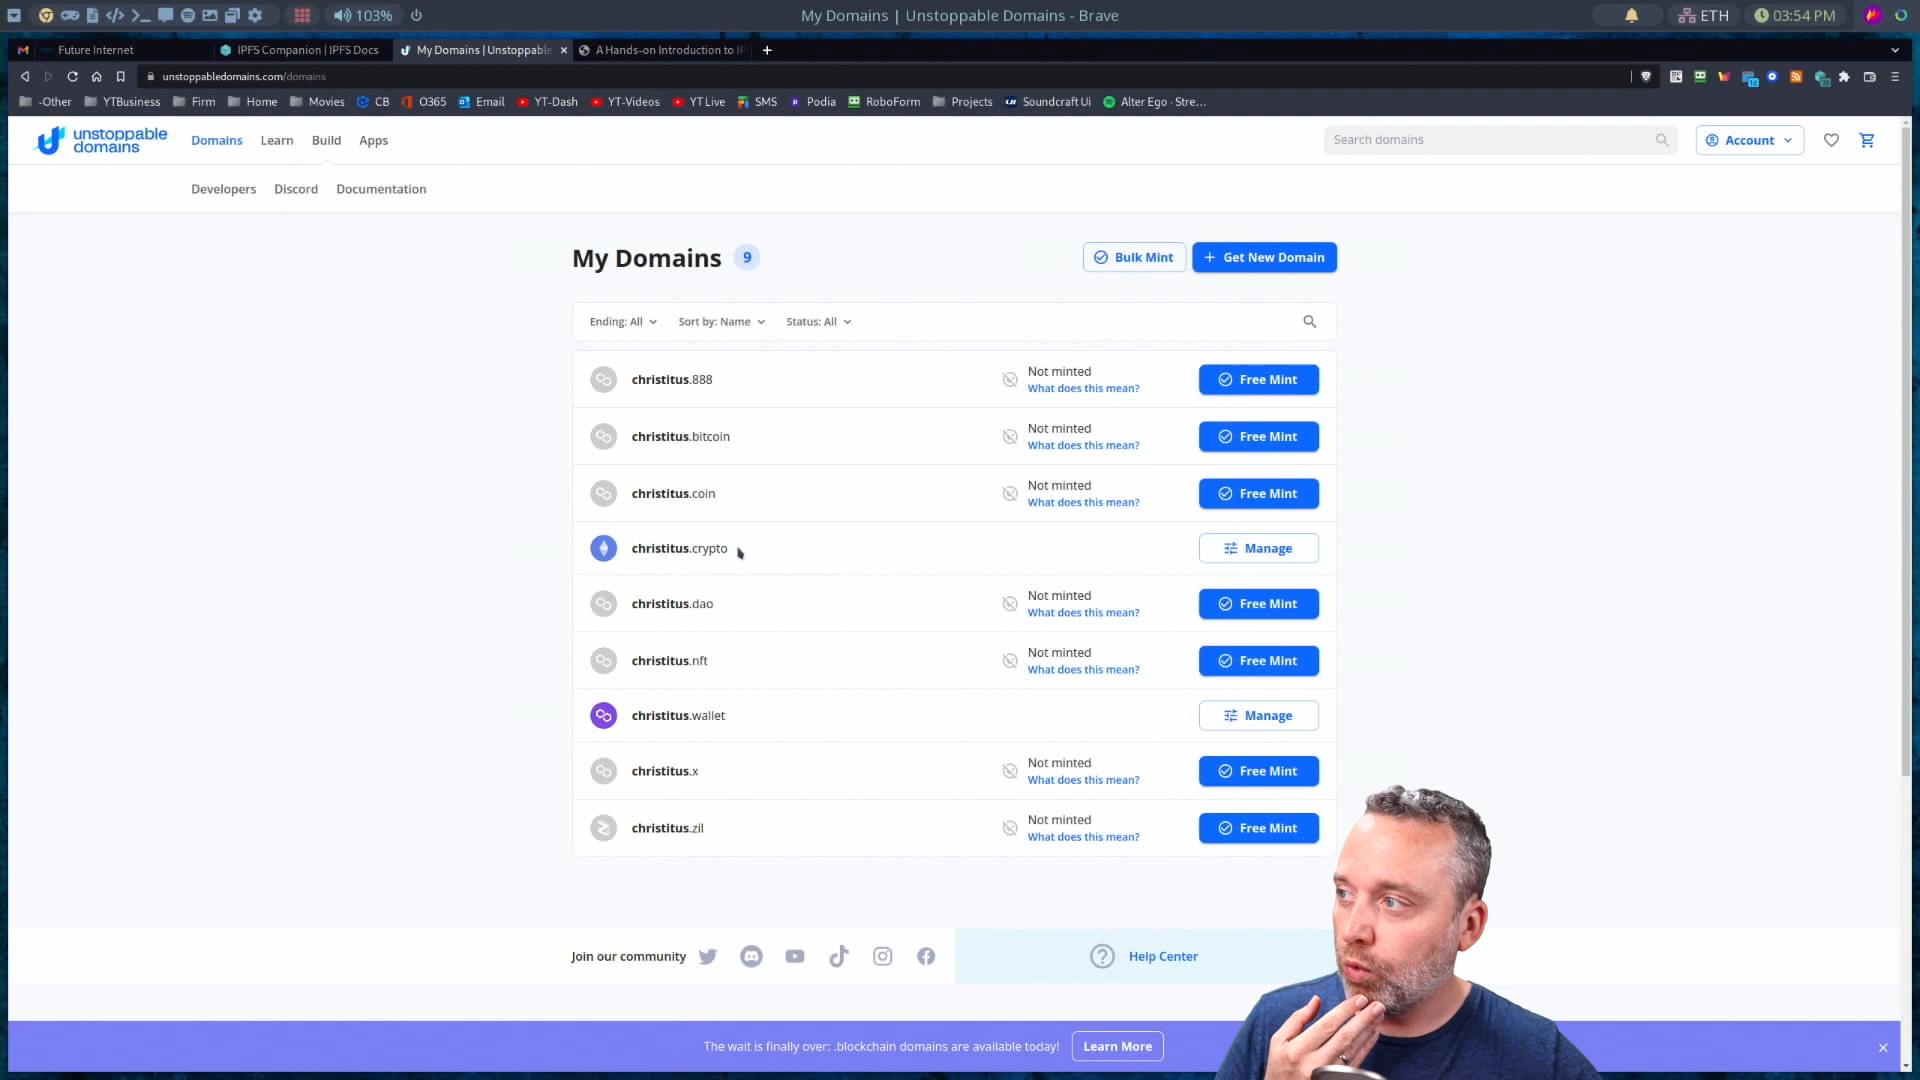 103%
My Domains | Unstoppable Domains - Brave
ETH
03:54 PM
Future Internet
IPFS Companion | IPFS Docs
My Domains | Unstoppable
A Hands-on Introduction to IP
unstoppabledomains.com/domains
-Other
YTBusiness
Firm
Home
Movies
CB
O365
Email
YT-Dash
YT-Videos
YT Live
SMS
Podia
RoboForm
Projects
Soundcraft Ui
Alter Ego - Stre...
unstoppable
domains
Domains
Learn
Build
Apps
Search domains
Account
Developers
Discord
Documentation
My Domains 9
Bulk Mint
+ Get New Domain
Ending: All
Sort by: Name
Status: All
christitus.888
Not minted
What does this mean?
Free Mint
christitus.bitcoin
Not minted
What does this mean?
Free Mint
christitus.coin
Not minted
What does this mean?
Free Mint
christitus.crypto
Manage
christitus.dao
Not minted
What does this mean?
Free Mint
christitus.nft
Not minted
What does this mean?
Free Mint
christitus.wallet
Manage
christitus.x
Not minted
What does this mean?
Free Mint
christitus.zil
Not minted
What does this mean?
Free Mint
Join our community
Help Center
The wait is finally over: .blockchain domains are available today!
Learn More